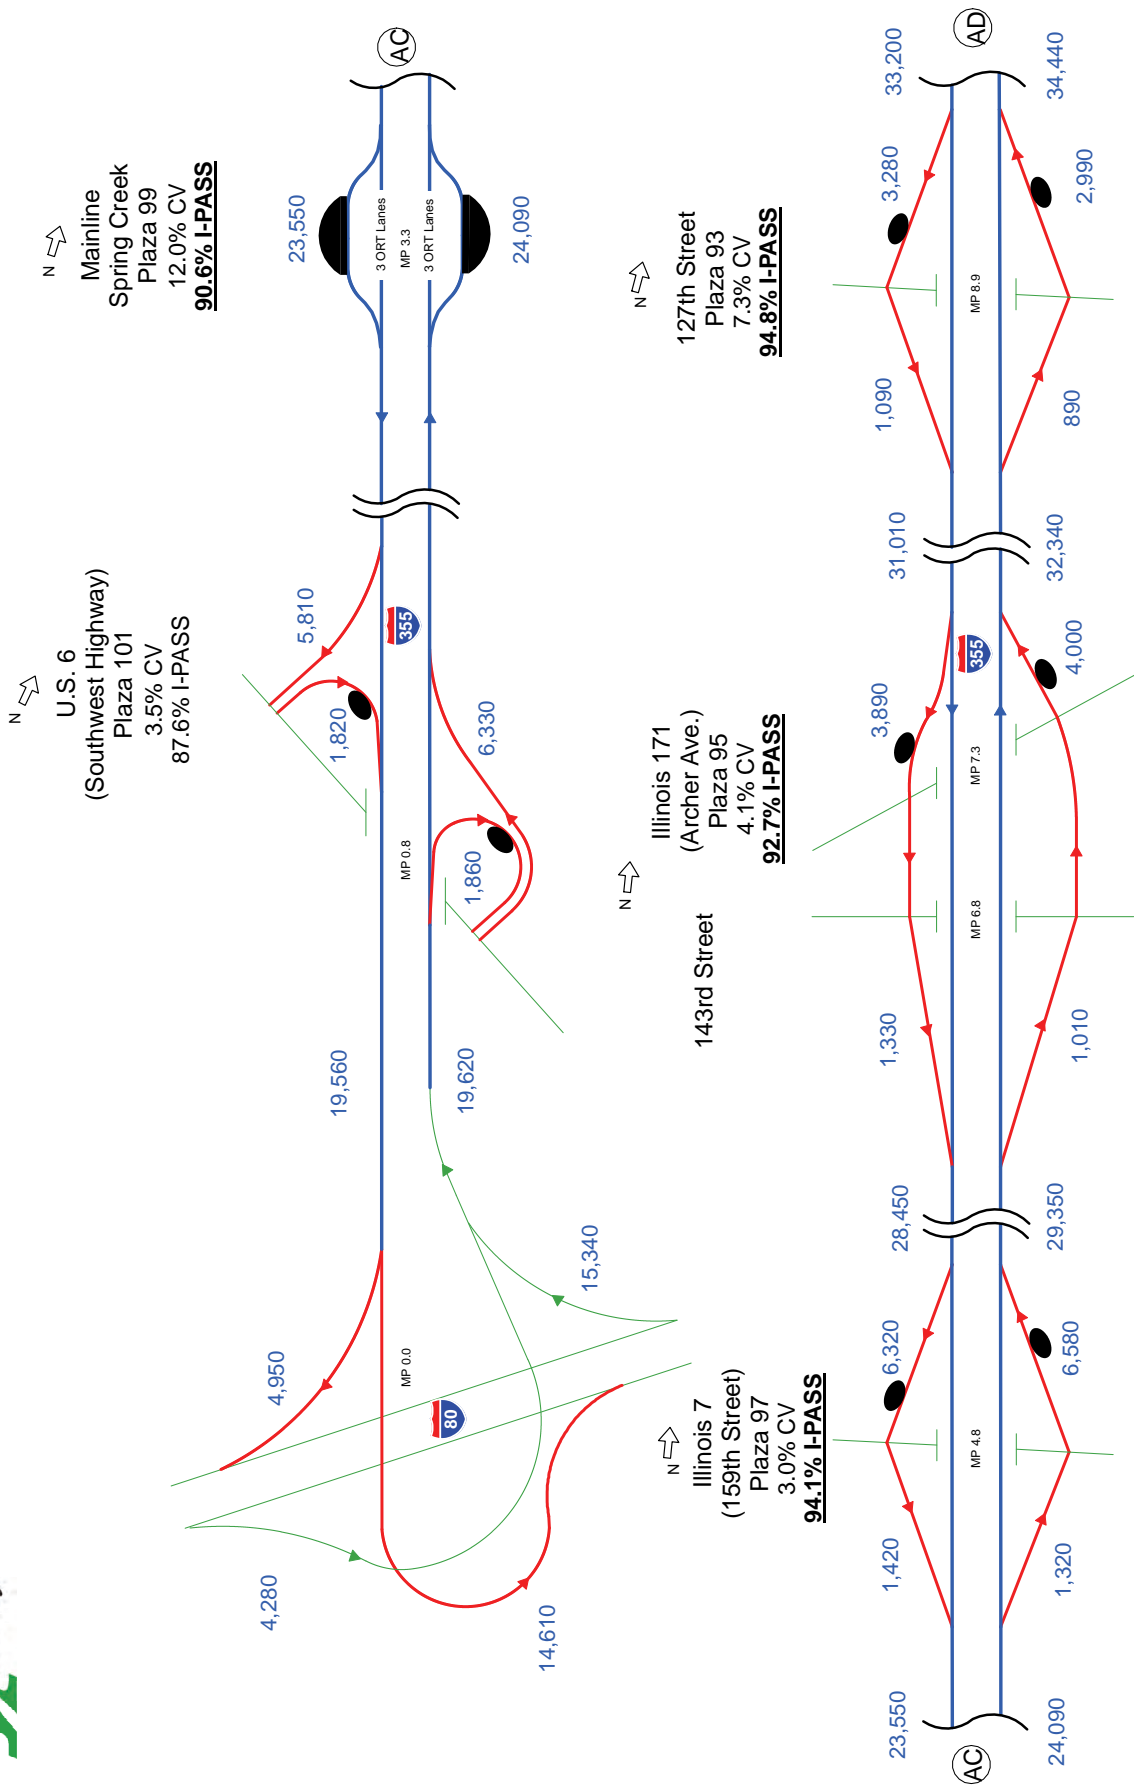 N
U.S. 6
(Southwest Highway)
Plaza 101
3.5% CV
87.6% I-PASS
N
Mainline
Spring Creek
Plaza 99
12.0% CV
90.6% I-PASS
4,280
4,950
19,560
1,820
5,810
23,550
MP 0.0
MP 0.8
355
3 ORT Lanes
MP 3.3
3 ORT Lanes
AC
80
14,610
15,340
19,620
1,860
6,330
24,090
N
Illinois 7
(159th Street)
Plaza 97
3.0% CV
94.1% I-PASS
143rd Street
N
Illinois 171
(Archer Ave.)
Plaza 95
4.1% CV
92.7% I-PASS
N
127th Street
Plaza 93
7.3% CV
94.8% I-PASS
23,550
1,420
6,320
28,450
1,330
3,890
31,010
1,090
3,280
33,200
AC
MP 4.8
MP 6.8
MP 7.3
355
MP 8.9
AD
24,090
1,320
6,580
29,350
1,010
4,000
32,340
890
2,990
34,440